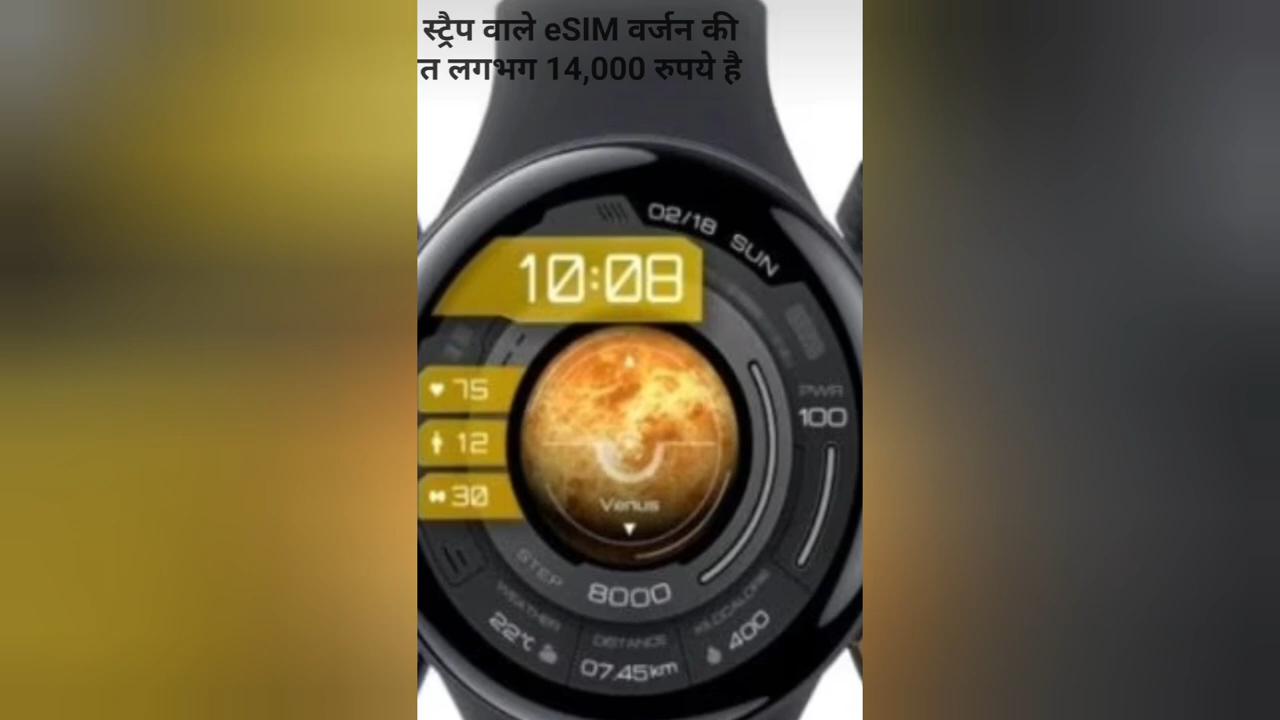 स्ट्रैप वाले eSIM वर्जन की
त लगभग 14,000 रुपये है
02/18 SUN
10:08
75
12
30
PWR
100
Venus
STEP
8000
WEATHER
22℃
DISTANCE
07.45km
KILOCALORIE
400